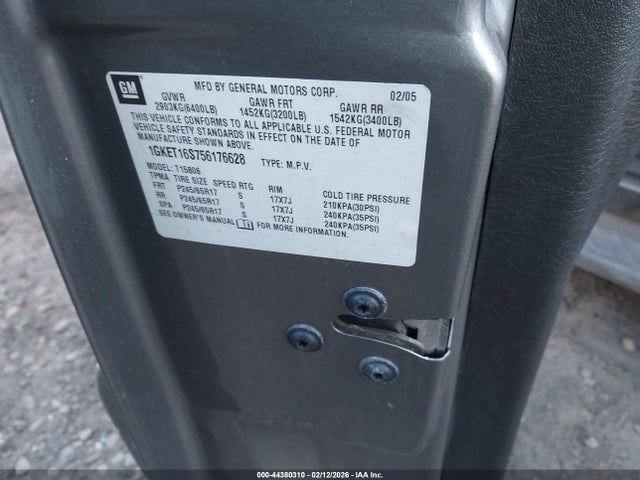 GM
MFD BY GENERAL MOTORS CORP. 02/05
GVWR GAWR FRT GAWR RR
2903KG(6400LB) 1452KG(3200LB) 1542KG(3400LB)
THIS VEHICLE CONFORMS TO ALL APPLICABLE U.S. FEDERAL MOTOR
VEHICLE SAFETY STANDARDS IN EFFECT ON THE DATE OF
MANUFACTURE SHOWN ABOVE.
1GKET16S756176628 TYPE: M.P.V.
MODEL: T15806
TPMA TIRE SIZE SPEED RTG RIM COLD TIRE PRESSURE
FRT P245/65R17 S 17X7J 210KPA(30PSI)
RR P245/65R17 S 17X7J 240KPA(35PSI)
SPA P245/65R17 S 17X7J 240KPA(35PSI)
SEE OWNER'S MANUAL FOR MORE INFORMATION.
000-44380310 - 02/12/2026 - IAA Inc.